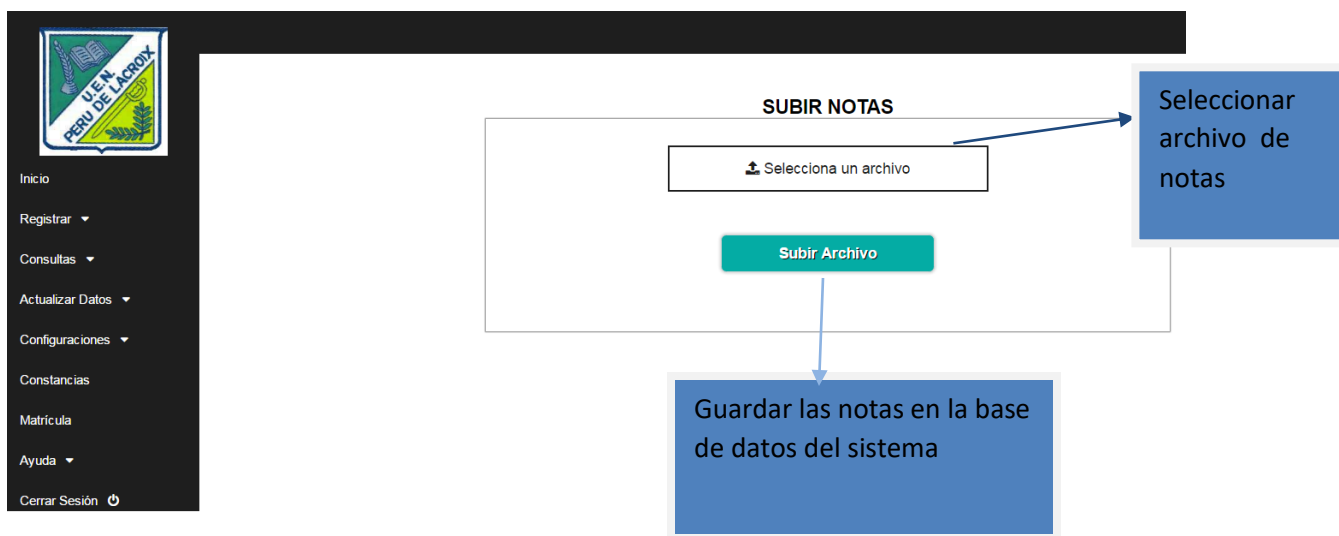 U.E.N.
PERU DE LACROIX
Inicio
Registrar
Consultas
Actualizar Datos
Configuraciones
Constancias
Matrícula
Ayuda
Cerrar Sesión
SUBIR NOTAS
Selecciona un archivo
Subir Archivo
Seleccionar
archivo de
notas
Guardar las notas en la base
de datos del sistema